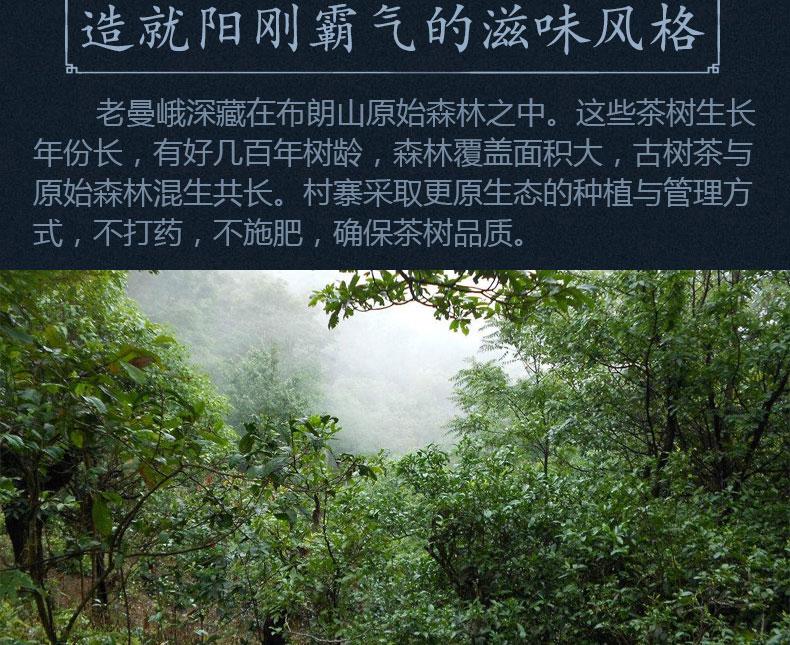 造就阳刚霸气的滋味风格
老曼峨深藏在布朗山原始森林之中。这些茶树生长
年份长，有好几百年树龄，森林覆盖面积大，古树茶与
原始森林混生共长。村寨采取更原生态的种植与管理方
式，不打药，不施肥，确保茶树品质。